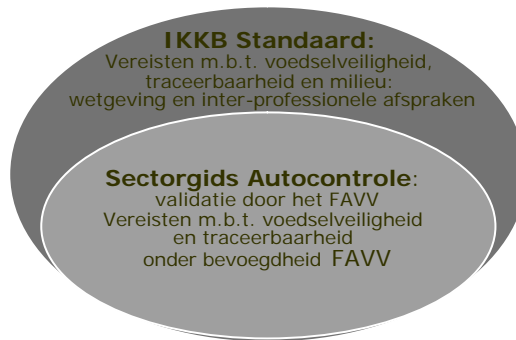 IKKB Standaard:
Vereisten m.b.t. voedselveiligheid,
traceerbaarheid en milieu:
wetgeving en inter-professionele afspraken
Sectorgids Autocontrole:
validatie door het FAVV
Vereisten m.b.t. voedselveiligheid
en traceerbaarheid
onder bevoegdheid FAVV